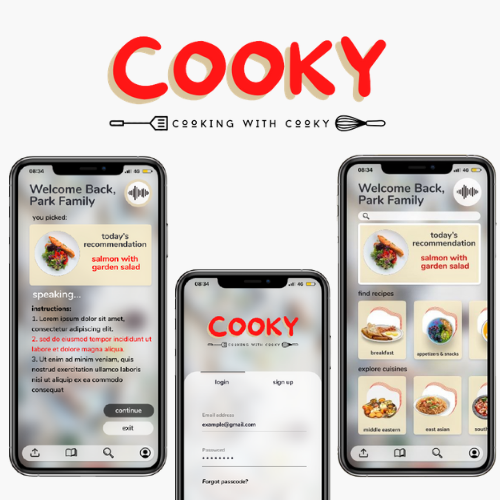 COOKY
COOKING WITH COOKY
08:34
4G
Welcome Back,
Park Family
you picked:
today's
recommendation
salmon with
garden salad
speaking...
instructions:
1. Lorem ipsum dolor sit amet,
consectetur adipiscing elit.
2. sed do eiusmod tempor incididunt ut
labore et dolore magna aliqua
3. Ut enim ad minim veniam, quis
nostrud exercitation ullamco laboris
nisi ut aliquip ex ea commodo
consequat
continue
exit
08:34
4G
COOKY
COOKING WITH COOKY
login
sign up
Email address
example@gmail.com
Password
Forgot passcode?
08:34
4G
Welcome Back,
Park Family
today's
recommendation
salmon with
garden salad
find recipes
breakfast
appetizers & snacks
explore cuisines
middle eastern
east asian
south